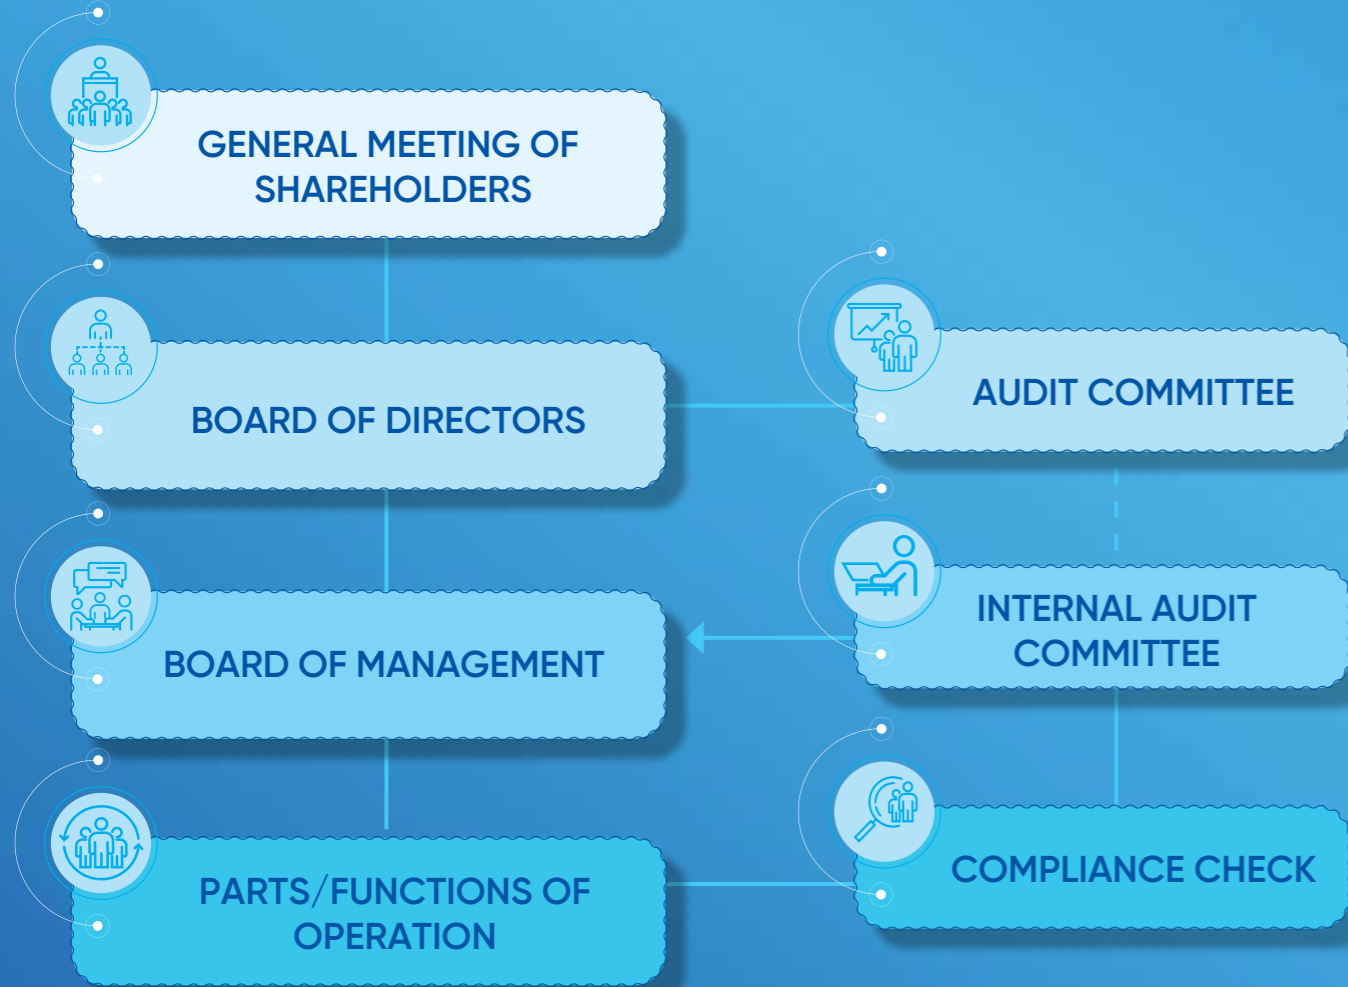 GENERAL MEETING OF
SHAREHOLDERS
BOARD OF DIRECTORS
AUDIT COMMITTEE
BOARD OF MANAGEMENT
INTERNAL AUDIT
COMMITTEE
PARTS/FUNCTIONS OF
OPERATION
COMPLIANCE CHECK